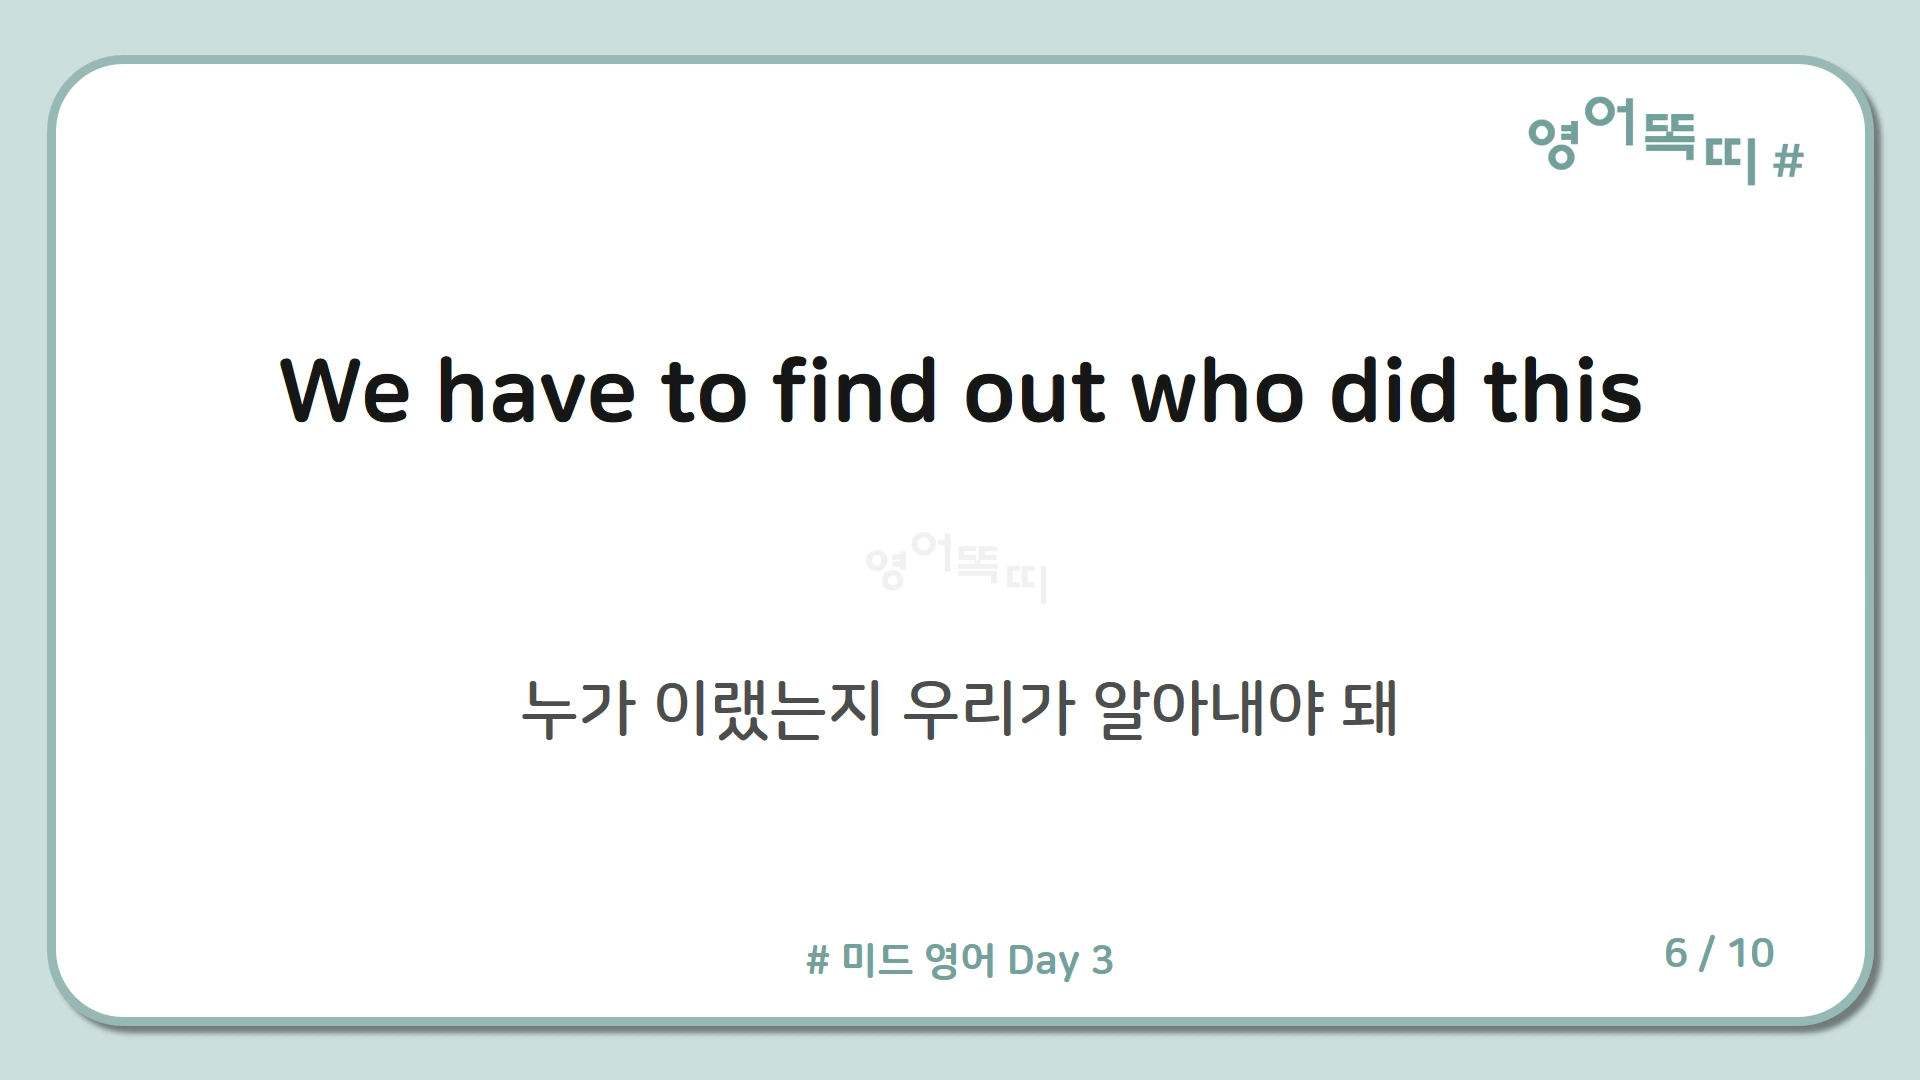 영어똑띠 #
We have to find out who did this
영어똑띠
누가 이랬는지 우리가 알아내야 돼
# 미드 영어 Day 3
6 / 10